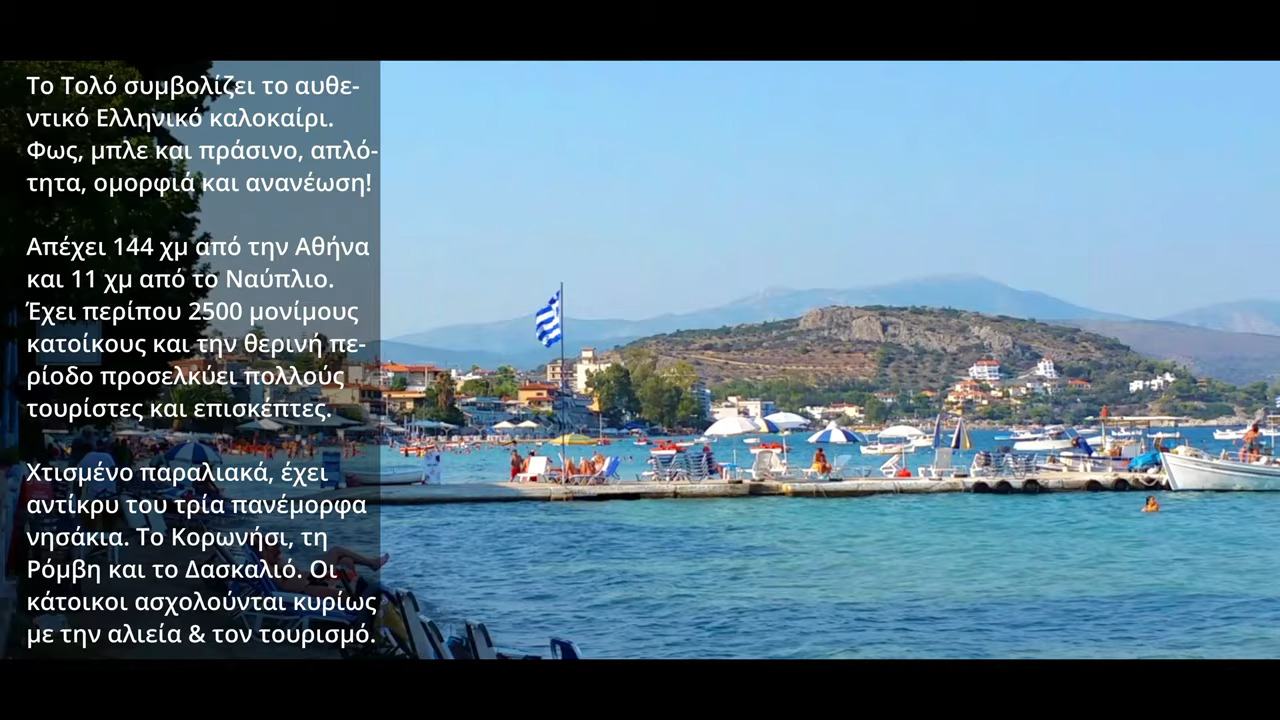 Το Τολό συμβολίζει το αυθε-
ντικό Ελληνικό καλοκαίρι.
Φως, μπλε και πράσινο, απλό-
τητα, ομορφιά και ανανέωση!
Απέχει 144 χμ από την Αθήνα
και 11 χμ από το Ναύπλιο.
Έχει περίπου 2500 μονίμους
κατοίκους και την θερινή πε-
ρίοδο προσελκύει πολλούς
τουρίστες και επισκέπτες.
Χτισμένο παραλιακά, έχει
αντίκρυ του τρία πανέμορφα
νησάκια. Το Κορωνήσι, τη
Ρόμβη και το Δασκαλιό. Οι
κάτοικοι ασχολούνται κυρίως
με την αλιεία & τον τουρισμό.